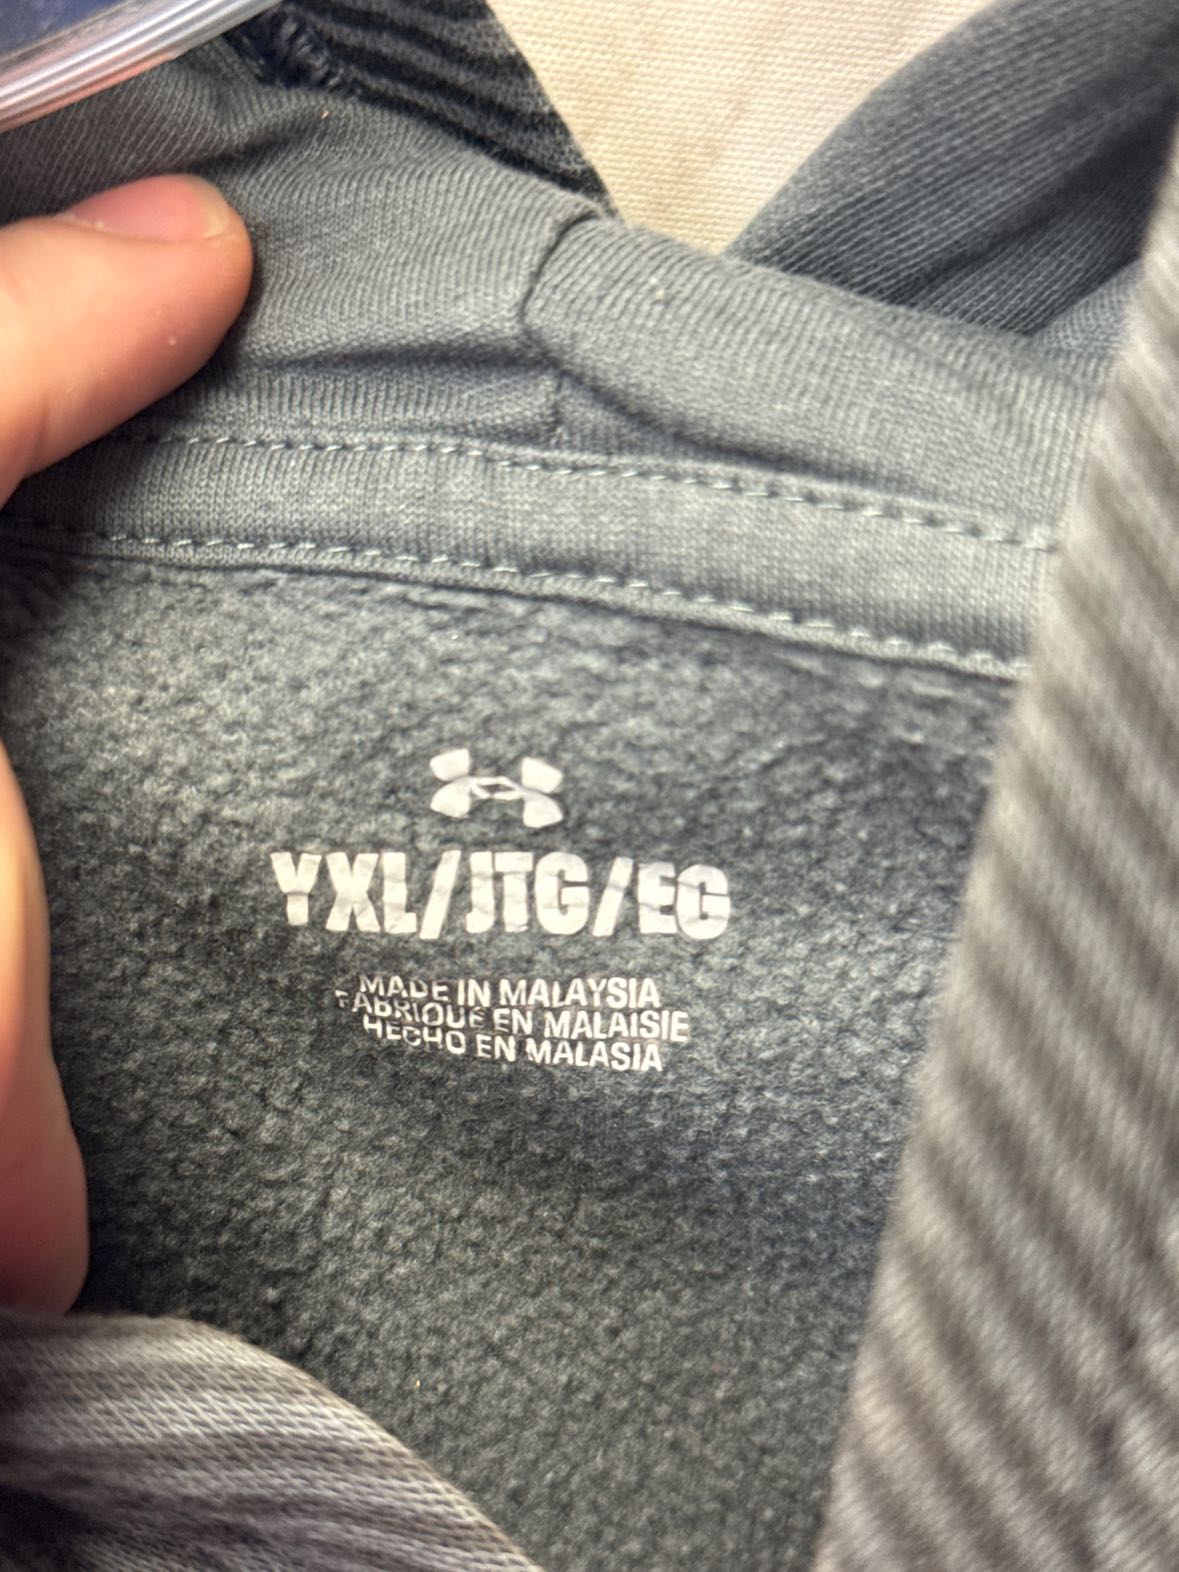 YXL/JTG/EG
MADE IN MALAYSIA
FABRIQUE EN MALAISIE
HECHO EN MALASIA